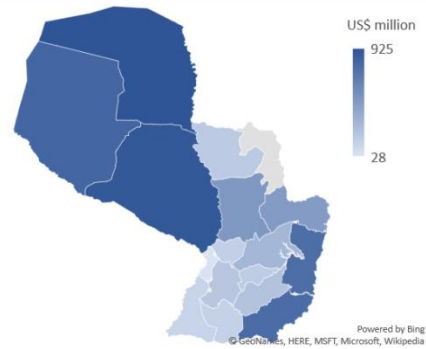 US$ million
925
28
Powered by Bing
© GeoNames, HERE, MSFT, Microsoft, Wikipedia